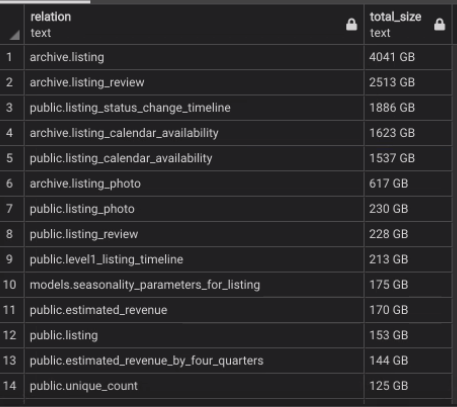 relation total_size
text text
1 archive.listing 4041 GB
2 archive.listing_review 2513 GB
3 public.listing_status_change_timeline 1886 GB
4 archive.listing_calendar_availability 1623 GB
5 public.listing_calendar_availability 1537 GB
6 archive.listing_photo 617 GB
7 public.listing_photo 230 GB
8 public.listing_review 228 GB
9 public.level1_listing_timeline 213 GB
10 models.seasonality_parameters_for_listing 175 GB
11 public.estimated_revenue 170 GB
12 public.listing 153 GB
13 public.estimated_revenue_by_four_quarters 144 GB
14 public.unique_count 125 GB